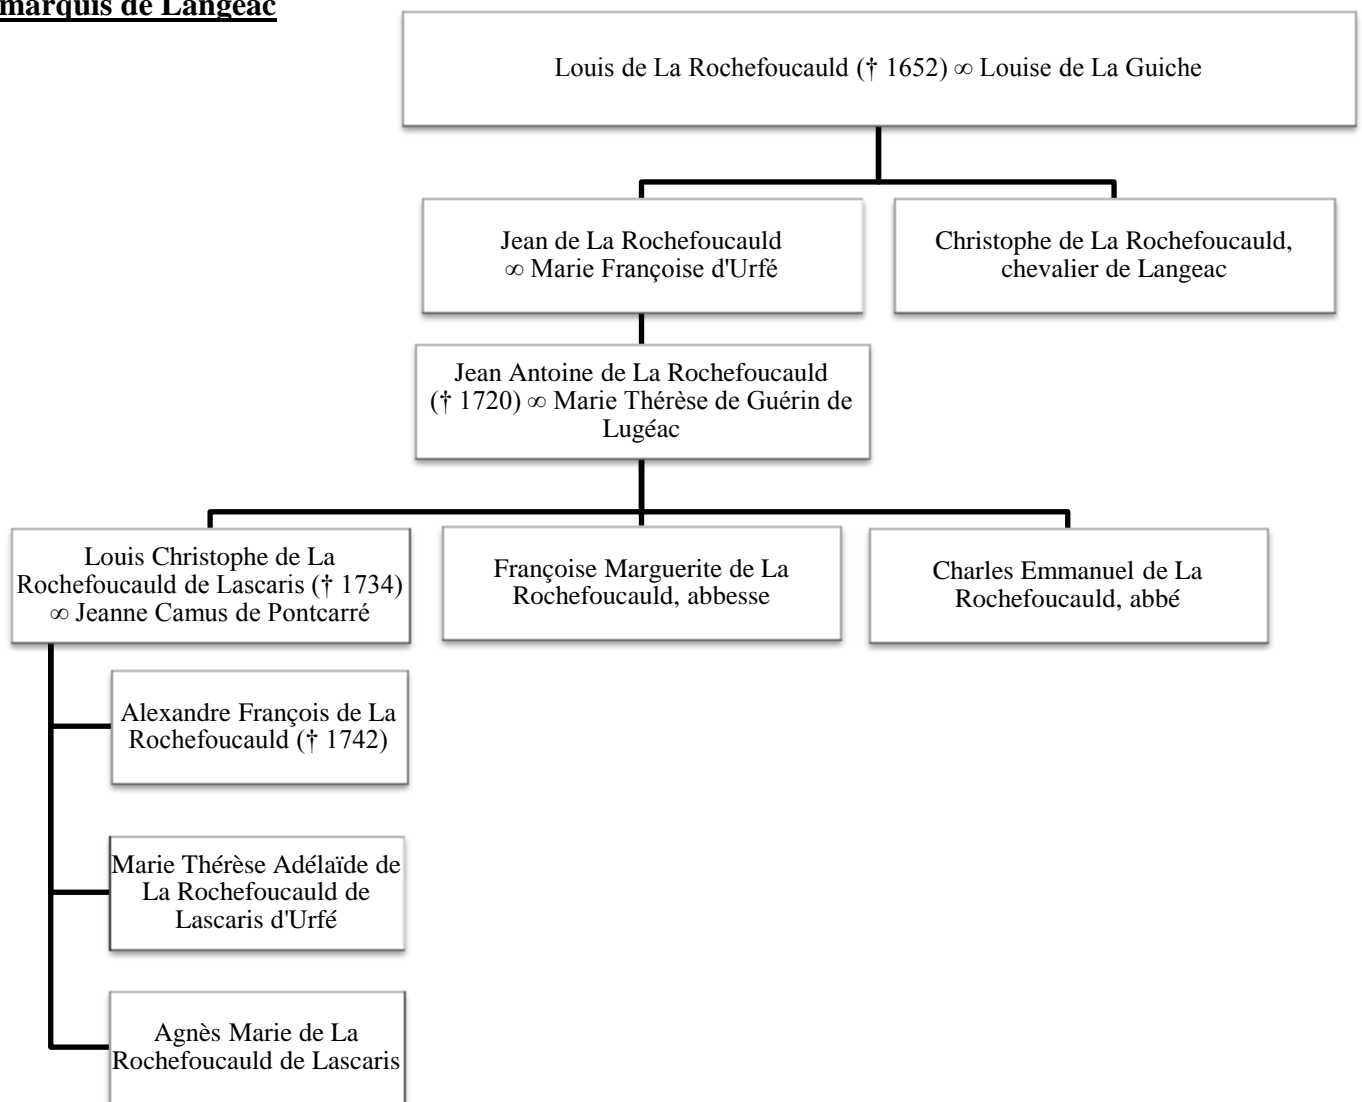 marquis de Langeac
Louis de La Rochefoucauld († 1652) ∞ Louise de La Guiche
Jean de La Rochefoucauld
∞ Marie Françoise d'Urfé
Christophe de La Rochefoucauld,
chevalier de Langeac
Jean Antoine de La Rochefoucauld
(† 1720) ∞ Marie Thérèse de Guérin de
Lugéac
Louis Christophe de La
Rochefoucauld de Lascaris († 1734)
∞ Jeanne Camus de Pontcarré
Françoise Marguerite de La
Rochefoucauld, abbesse
Charles Emmanuel de La
Rochefoucauld, abbé
Alexandre François de La
Rochefoucauld († 1742)
Marie Thérèse Adélaïde de
La Rochefoucauld de
Lascaris d'Urfé
Agnès Marie de La
Rochefoucauld de Lascaris